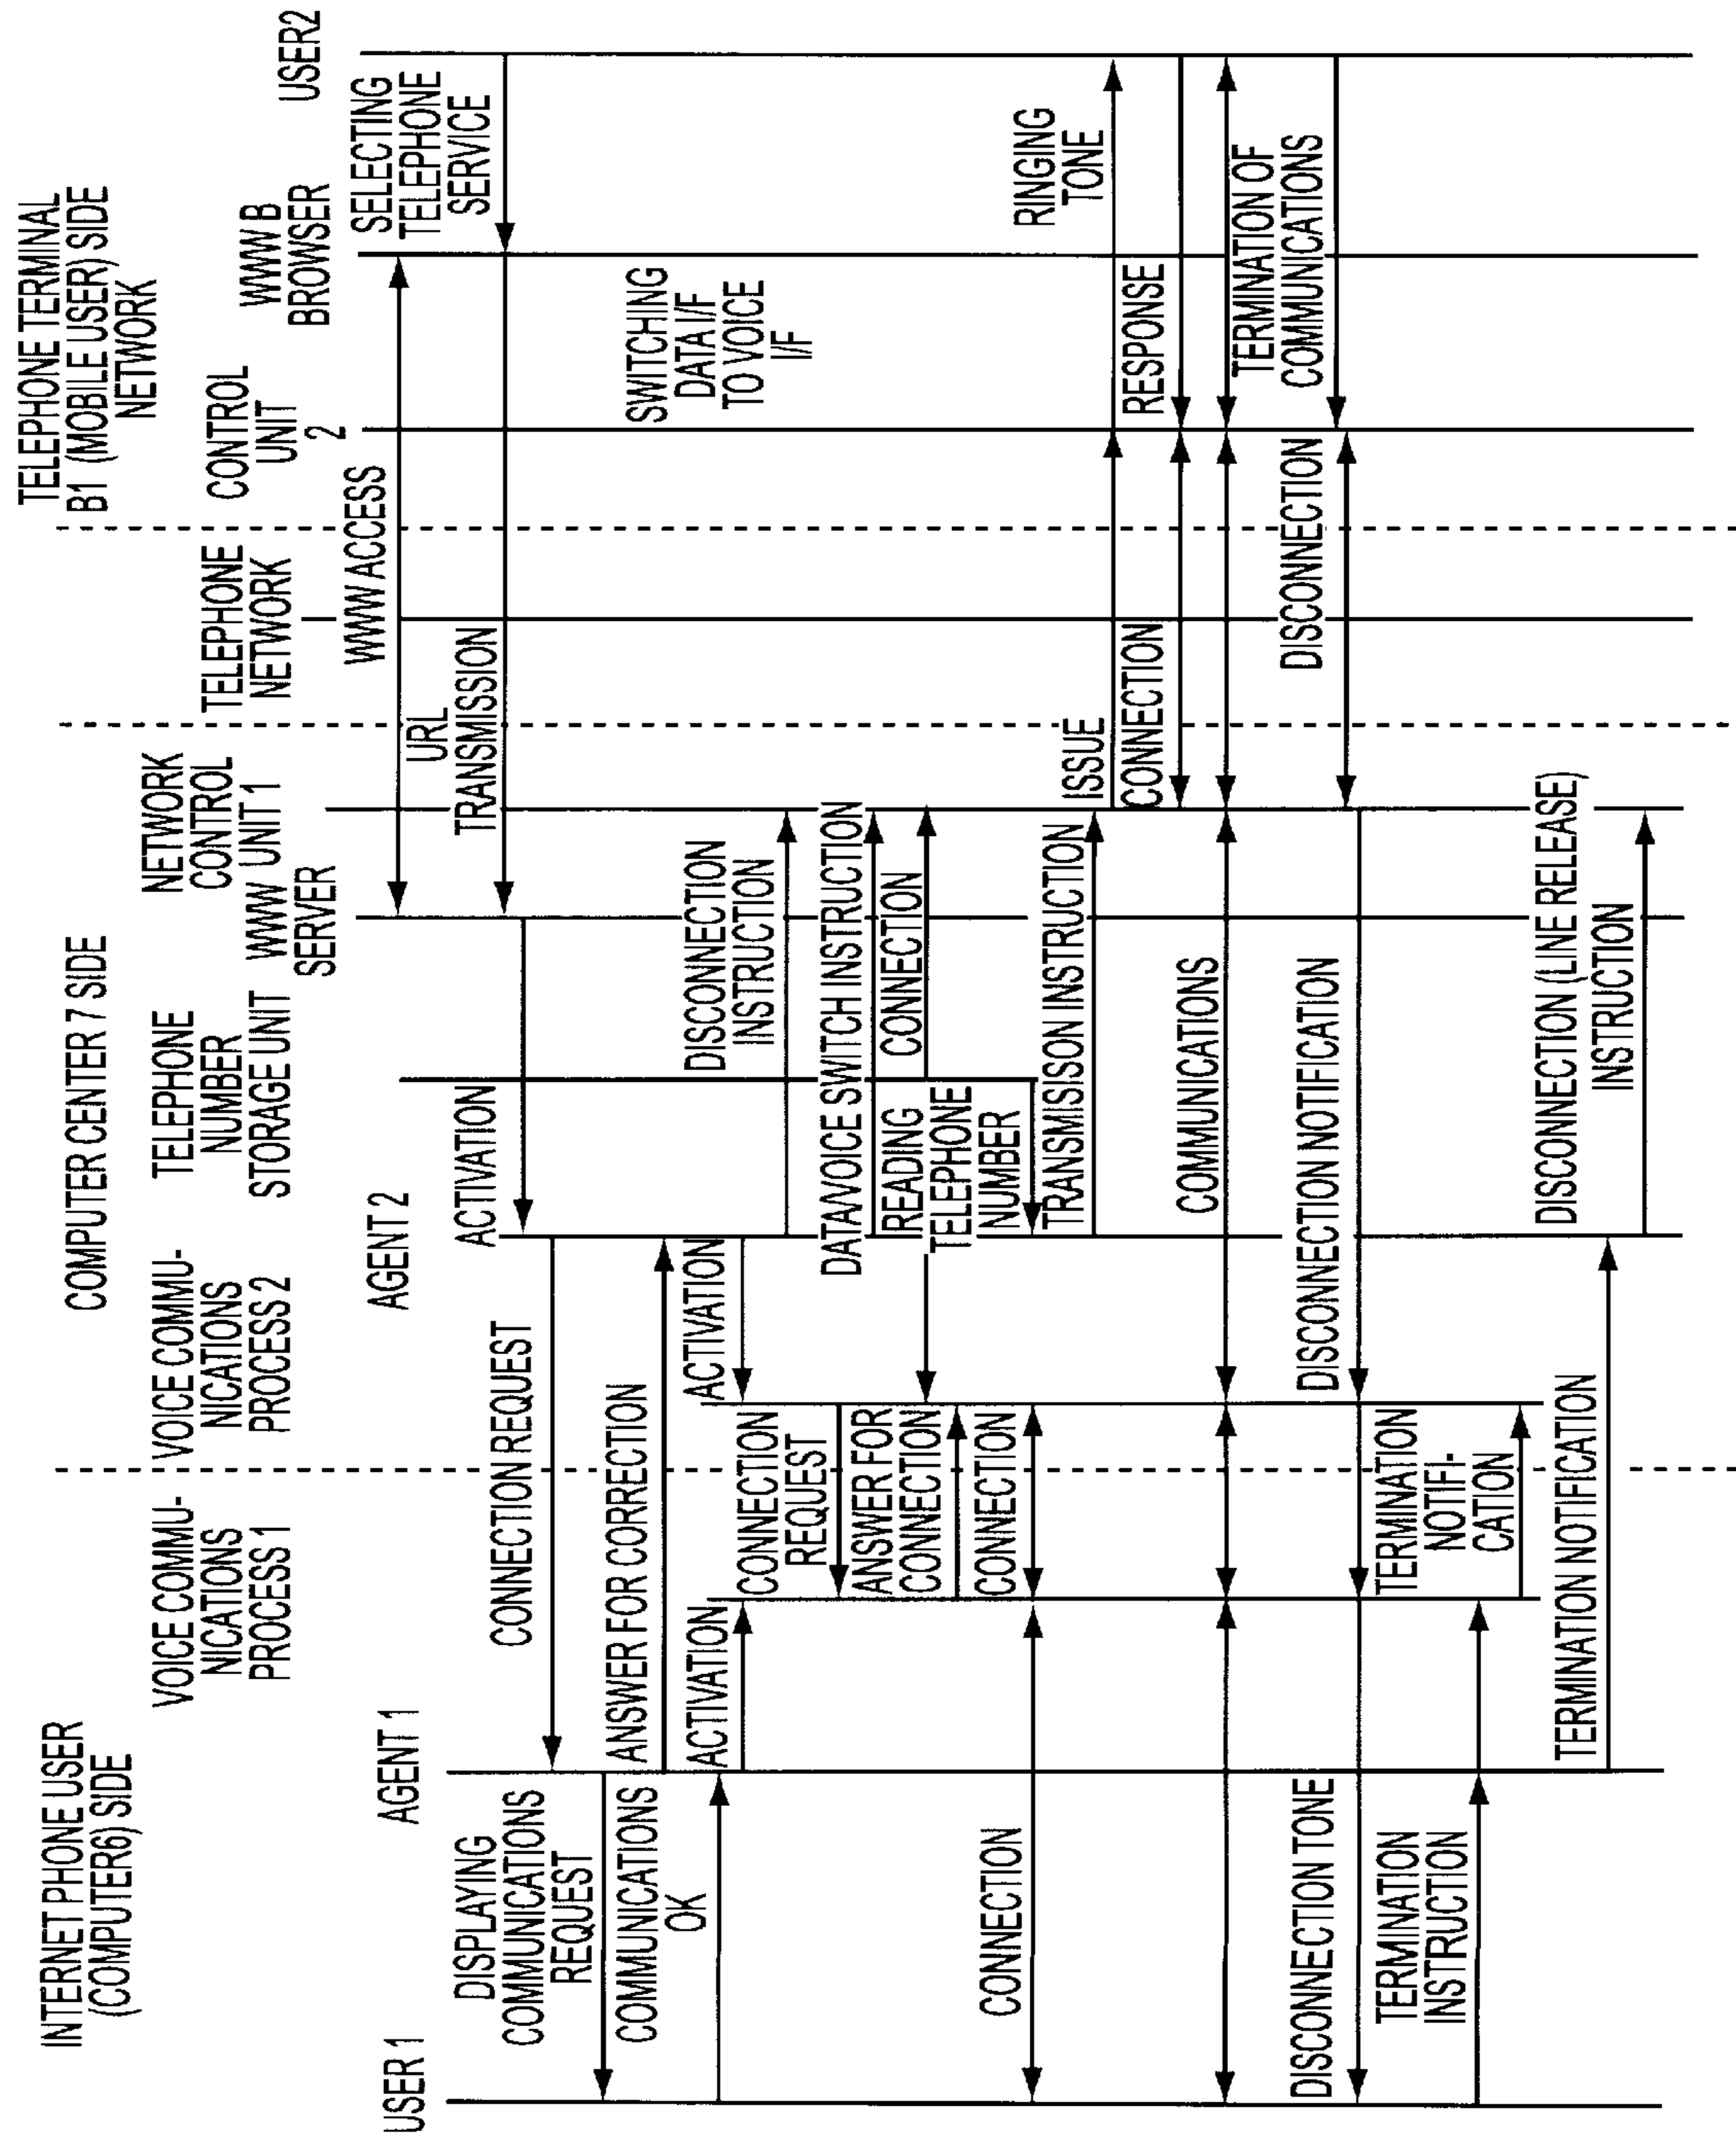 INTERNET PHONE USER
(COMPUTER6) SIDE
COMPUTER CENTER 7 SIDE
TELEPHONE TERMINAL
B1 (MOBILE USER) SIDE
NETWORK
USER 1
AGENT 1
VOICE COMMU-
NICATIONS
PROCESS 1
VOICE COMMU-
NICATIONS
PROCESS 2
AGENT 2
TELEPHONE
NUMBER
STORAGE UNIT
WWW
SERVER
NETWORK
CONTROL
UNIT 1
TELEPHONE
NETWORK
CONTROL
UNIT
2
WWW B
BROWSER
USER2
WWW ACCESS
SELECTING
TELEPHONE
SERVICE
URL
TRANSMISSION
ACTIVATION
CONNECTION REQUEST
DISPLAYING
COMMUNICATIONS
REQUEST
ANSWER FOR CORRECTION
COMMUNICATIONS
OK
ACTIVATION
ACTIVATION
SWITCHING
DATA I/F
TO VOICE
I/F
DISCONNECTION
INSTRUCTION
CONNECTION
REQUEST
DATA/VOICE SWITCH INSTRUCTION
CONNECTION
ANSWER FOR
CONNECTION
READING
TELEPHONE
NUMBER
CONNECTION
CONNECTION
TRANSMISISON INSTRUCTION
ISSUE
RINGING
TONE
CONNECTION
RESPONSE
COMMUNICATIONS
TERMINATION OF
COMMUNICATIONS
DISCONNECTION
DISCONNECTION NOTIFICATION
DISCONNECTION TONE
TERMINATION
INSTRUCTION
TERMINATION
NOTIFI-
CATION
TERMINATION NOTIFICATION
DISCONNECTION (LINE RELEASE)
INSTRUCTION